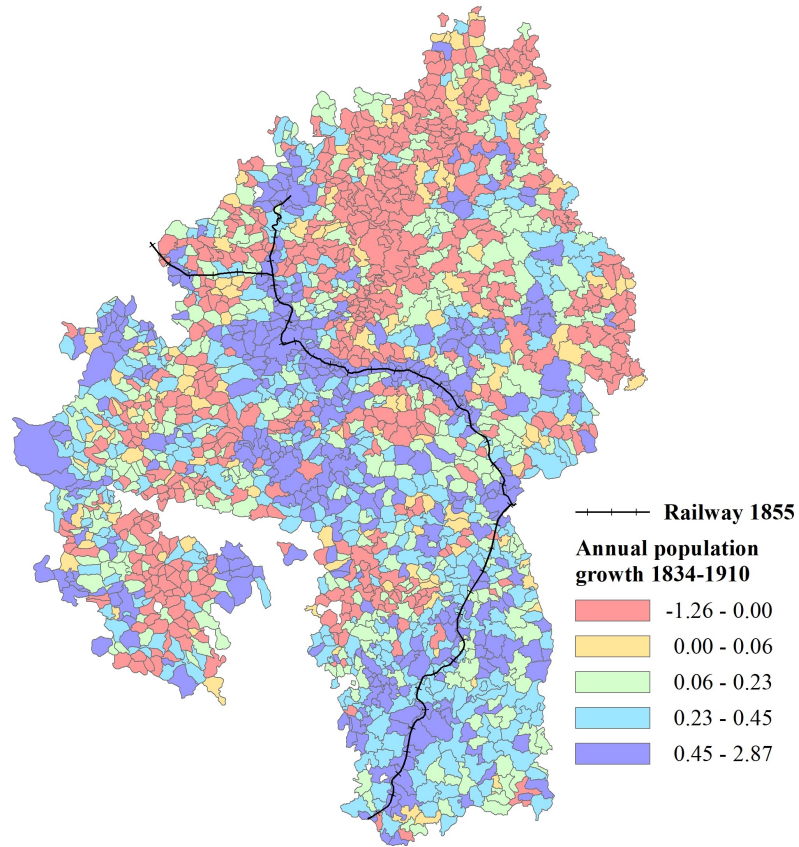 Railway 1855
Annual population
growth 1834-1910
-1.26 - 0.00
0.00 - 0.06
0.06 - 0.23
0.23 - 0.45
0.45 - 2.87